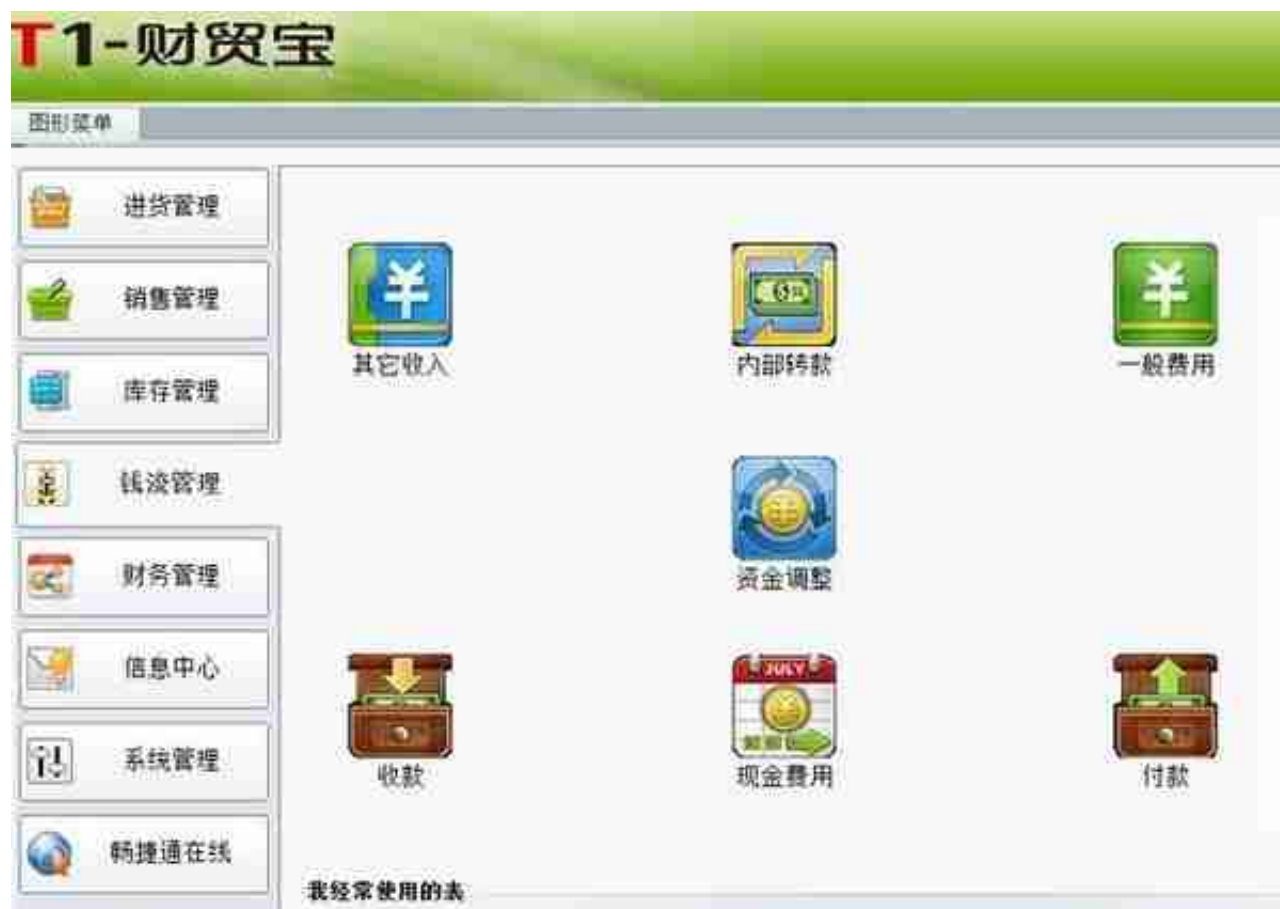 T1-财贸宝
图形菜单
进货管理
销售管理
库存管理
钱流管理
财务管理
信息中心
系统管理
畅捷通在线
其它收入
内部转款
一般费用
资金调整
JULY
收款
现金费用
付款
我经常使用的表